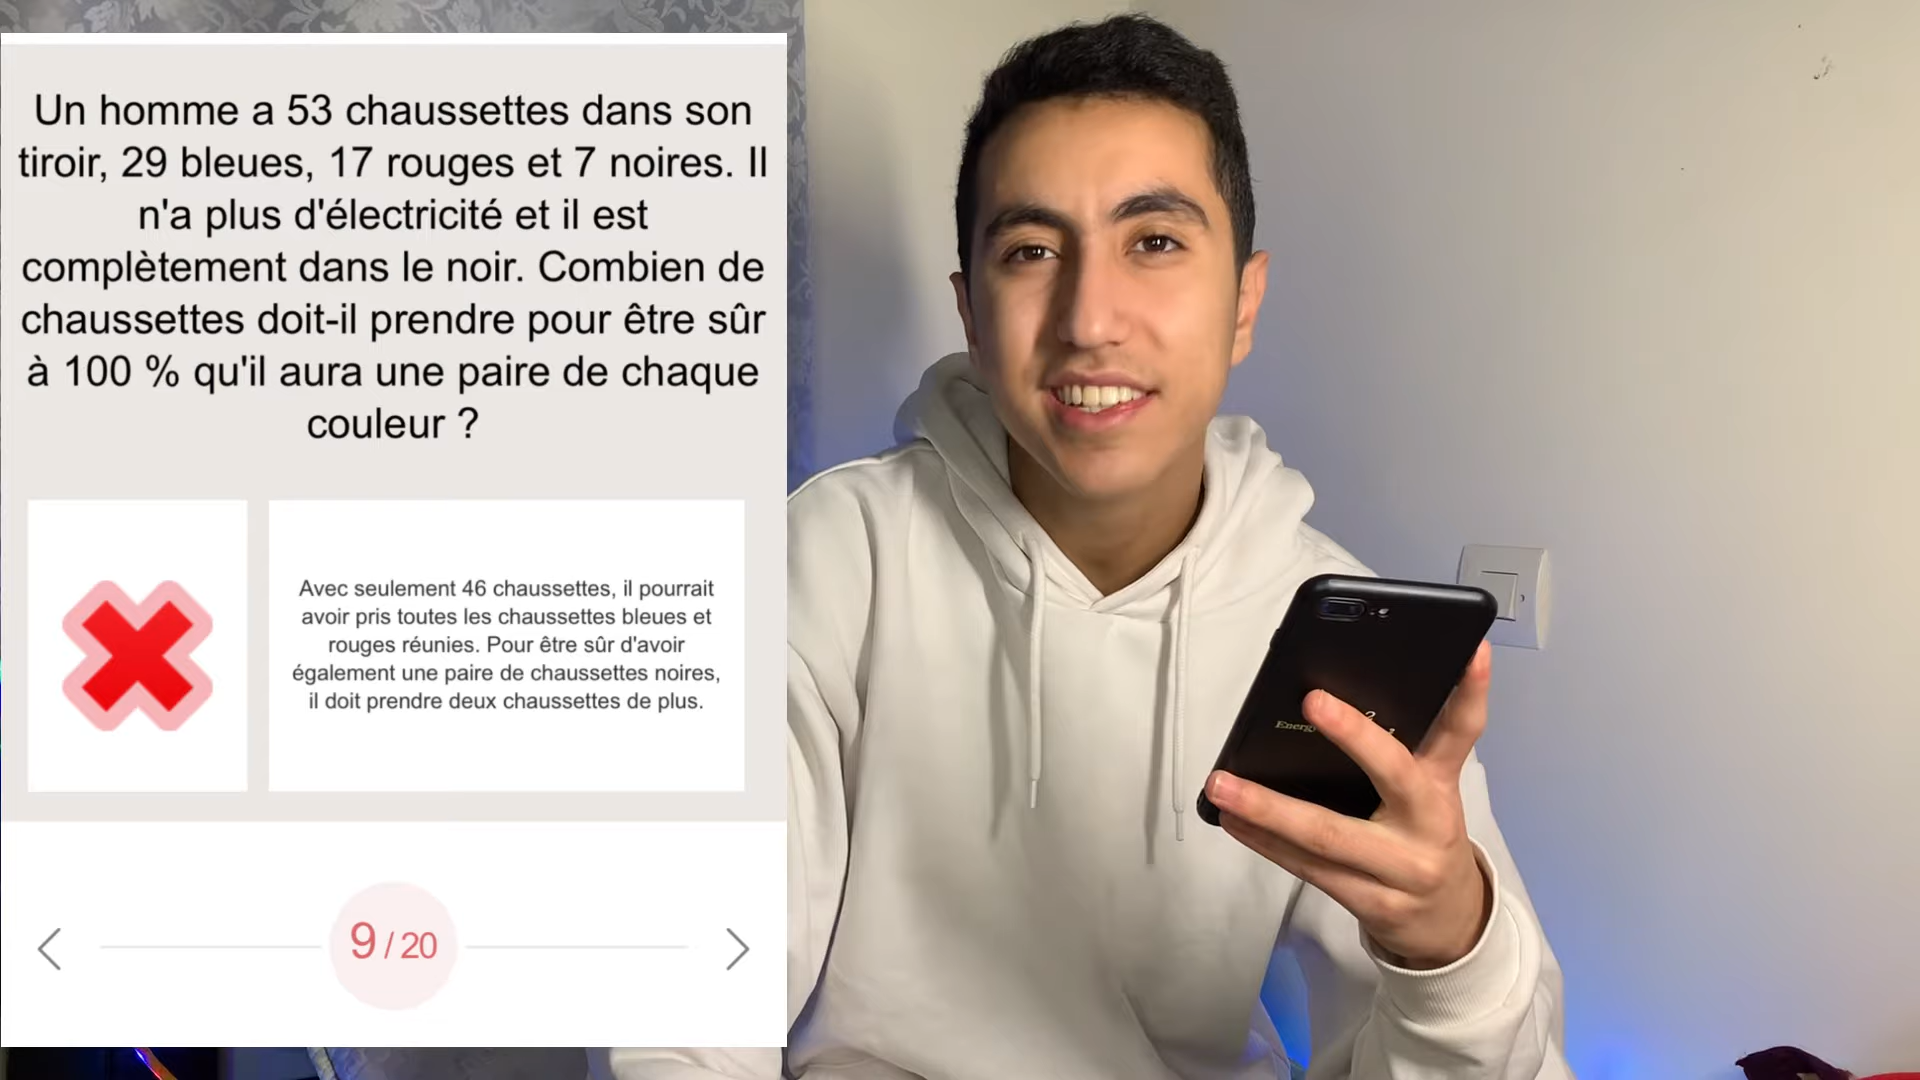 Un homme a 53 chaussettes dans son
tiroir, 29 bleues, 17 rouges et 7 noires. Il
n'a plus d'électricité et il est
complètement dans le noir. Combien de
chaussettes doit-il prendre pour être sûr
à 100 % qu'il aura une paire de chaque
couleur ?
Avec seulement 46 chaussettes, il pourrait
avoir pris toutes les chaussettes bleues et
rouges réunies. Pour être sûr d'avoir
également une paire de chaussettes noires,
il doit prendre deux chaussettes de plus.
9 / 20